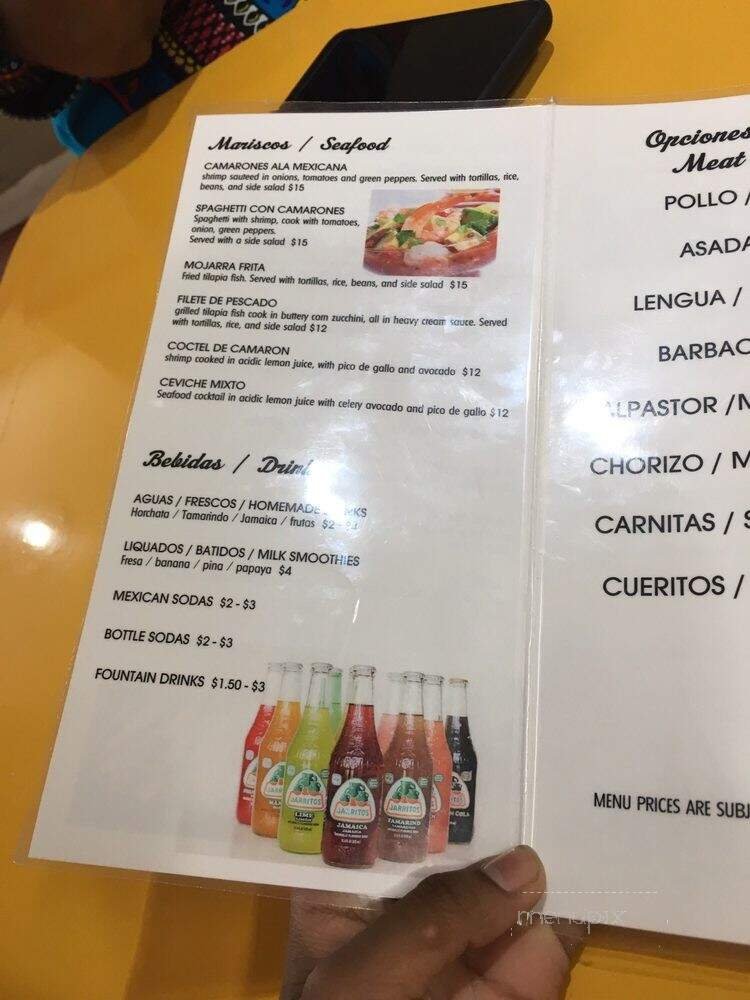 Mariscos / Seafood
CAMARONES ALA MEXICANA
shrimp sauteed in onions, tomatoes and green peppers. Served with tortillas, rice,
beans, and side salad $15
SPAGHETTI CON CAMARONES
Spaghetti with shrimp, cook with tomatoes,
onion, green peppers.
Served with a side salad $15
MOJARRA FRITA
Fried tilapia fish. Served with tortillas, rice, beans, and side salad $15
FILETE DE PESCADO
grilled tilapia fish cook in buttery corn zucchini, all in heavy cream sauce. Served
with tortillas, rice, and side salad $12
COCTEL DE CAMARON
shrimp cooked in acidic lemon juice, with pico de gallo and avocado $12
CEVICHE MIXTO
Seafood cocktail in acidic lemon juice with celery avocado and pico de gallo $12
Bebidas / Drin
AGUAS / FRESCOS / HOMEMADE
Horchata / Tamarindo / Jamaica / frutas $2 -
LIQUADOS / BATIDOS / MILK SMOOTHIES
Fresa / banana / pina / papaya $4
MEXICAN SODAS $2 - $3
BOTTLE SODAS $2 - $3
FOUNTAIN DRINKS $1.50 - $3
JARRITOS
LIME
JARRITOS
JAMAICA
JARRITOS
TAMARIND
COLA
Opciones
Meat
POLLO /
ASADA
LENGUA /
BARBAC
ALPASTOR /M
CHORIZO / M
CARNITAS / S
CUERITOS /
MENU PRICES ARE SUBJ
menupix